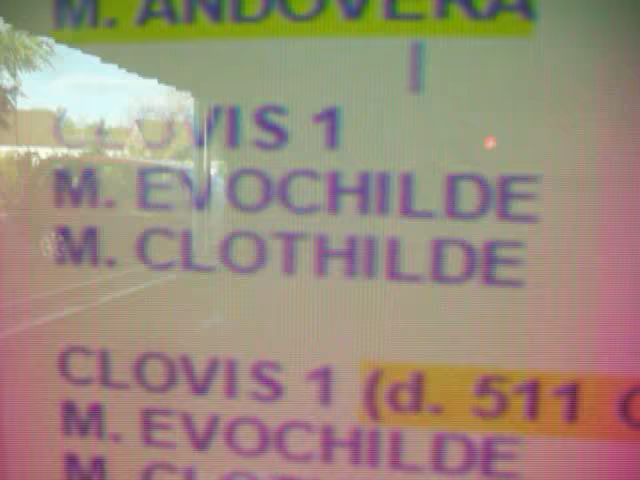 M. ANDOVERA
|
CLOVIS 1
M. EVOCHILDE
M. CLOTHILDE
CLOVIS 1 (d. 511
M. EVOCHILDE
M.